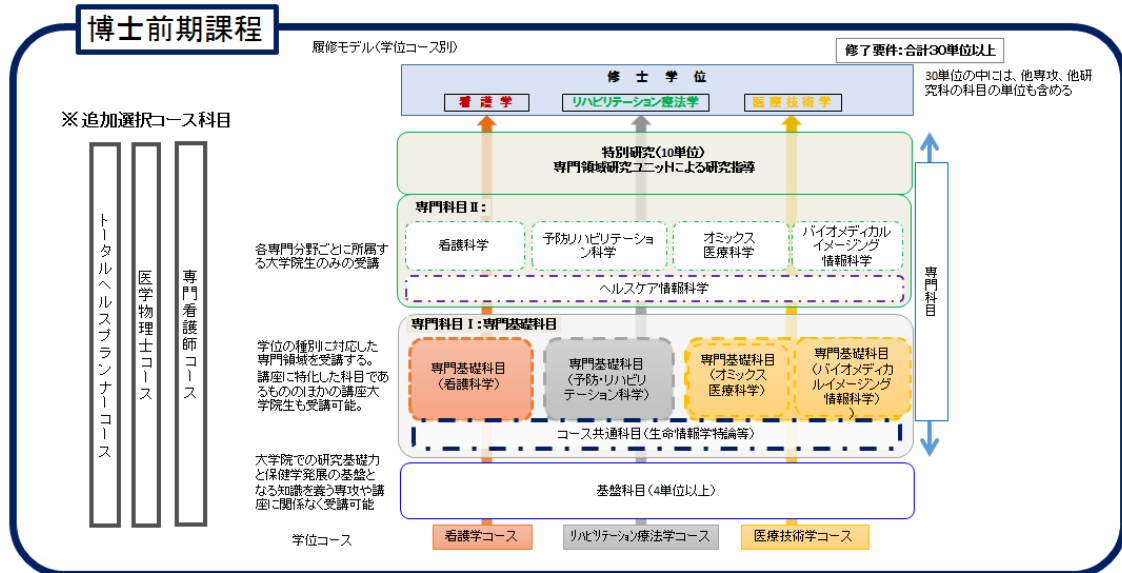 博士前期課程
履修モデル(学位コース別)
修了要件:合計30単位以上
30単位の中には、他専攻、他研
究科の科目の単位も含める
修 士 学 位
看 護 学
リハビリテーション療法学
医 療 技 術 学
※追加選択コース科目
トータルヘルスプランナーコース
医学物理士コース
専門看護師コース
特別研究(10単位)
専門領域研究ユニットによる研究指導
専門科目Ⅱ:
各専門分野ごとに所属す
る大学院生のみの受講
看護科学
予防リハビリテーショ
ン科学
オミックス
医療科学
バイオメディカル
イメージング
情報科学
ヘルスケア情報科学
専門科目
専門科目Ⅰ:専門基礎科目
学位の種別に対応した
専門領域を受講する。
講座に特化した科目であ
るもののほかの講座大
学院生も受講可能。
専門基礎科目
(看護科学)
専門基礎科目
(予防・リハビリ
テーション科学)
専門基礎科目
(オミックス
医療科学)
専門基礎科目
(バイオメディカ
ルイメージング
情報科学)
)
コース共通科目(生命情報学特論等)
大学院での研究基礎力
と保健学発展の基盤と
なる知識を養う専攻や講
座に関係なく受講可能
基盤科目(4単位以上)
学位コース
看護学コース
リハビリテーション療法学コース
医療技術学コース